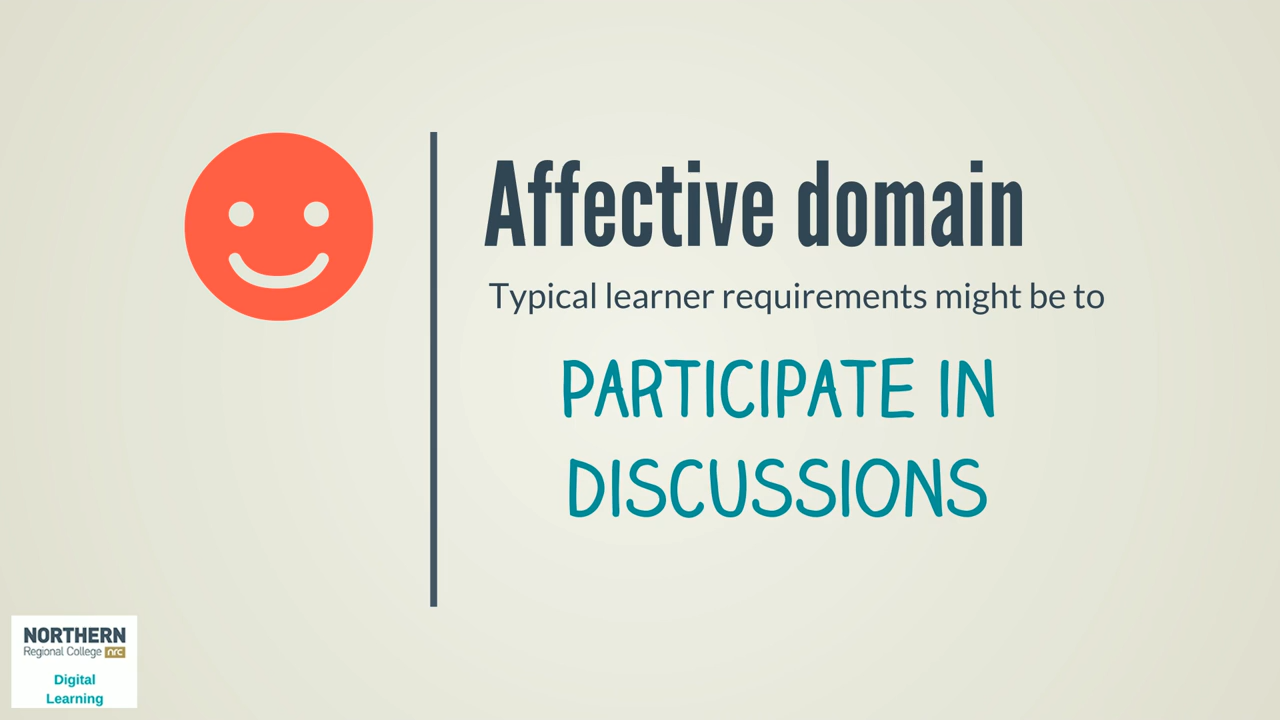 Affective domain
Typical learner requirements might be to
PARTICIPATE IN
DISCUSSIONS
NORTHERN
Regional College nrc
Digital
Learning